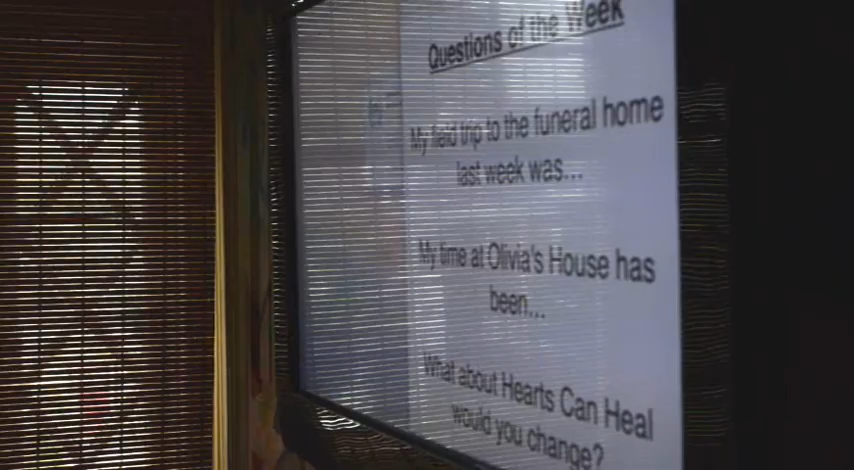 Questions of the Week
My field trip to the funeral home
last week was...
My time at Olivia's House has
been...
What about Hearts Can Heal
would you change?